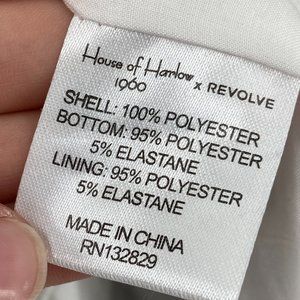 House of Harlow x REVOLVE
1960
SHELL: 100% POLYESTER
BOTTOM: 95% POLYESTER
5% ELASTANE
LINING: 95% POLYESTER
5% ELASTANE
MADE IN CHINA
RN132829